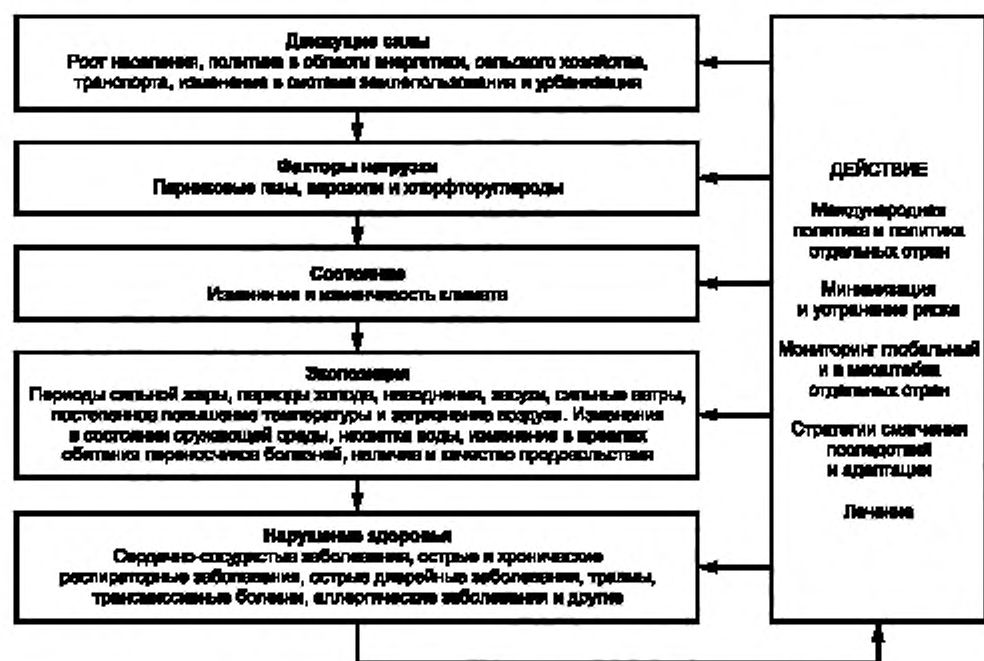 Движущие силы
Рост населения, политика в области энергетики, сельского хозяйства,
транспорта, изменения в системе землепользования и урбанизация
Факторы нагрузки
Парниковые газы, аэрозоли и хлорфторуглероды
Состояние
Изменения и изменчивость климата
Экспозиция
Периоды сильной жары, периоды холода, наводнения, засухи, сильные ветры,
постепенное повышение температуры и загрязнение воздуха. Изменения
в состоянии окружающей среды, нехватка воды, изменение в ареалах
обитания переносчиков болезней, наличие и качество продовольствия
Нарушение здоровья
Сердечно-сосудистые заболевания, острые и хронические
респираторные заболевания, острые диарейные заболевания, травмы,
трансмиссивные болезни, аллергические заболевания и другие
ДЕЙСТВИЕ
Международная
политика и политика
отдельных стран
Минимизация
и устранение риска
Мониторинг глобальный
и в масштабах
отдельных стран
Стратегии смягчения
последствий
и адаптации
Лечение